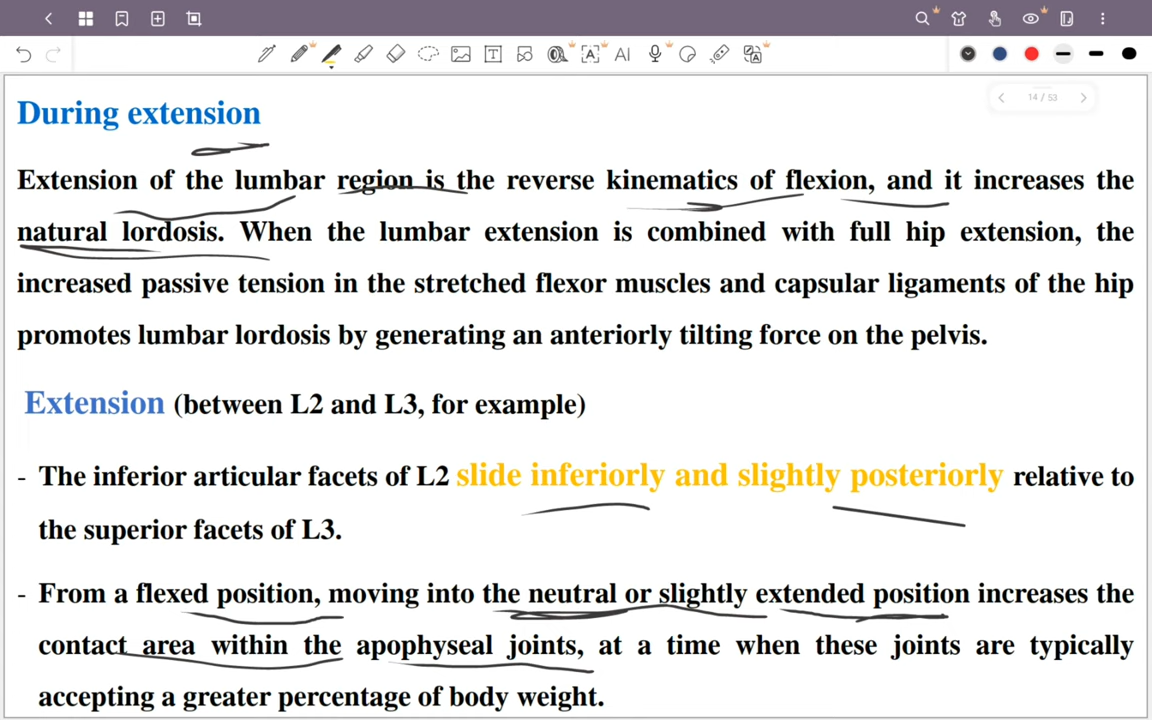 AI
14 / 53
During extension
Extension of the lumbar region is the reverse kinematics of flexion, and it increases the
natural lordosis. When the lumbar extension is combined with full hip extension, the
increased passive tension in the stretched flexor muscles and capsular ligaments of the hip
promotes lumbar lordosis by generating an anteriorly tilting force on the pelvis.
Extension (between L2 and L3, for example)
- The inferior articular facets of L2 slide inferiorly and slightly posteriorly relative to
the superior facets of L3.
- From a flexed position, moving into the neutral or slightly extended position increases the
contact area within the apophyseal joints, at a time when these joints are typically
accepting a greater percentage of body weight.